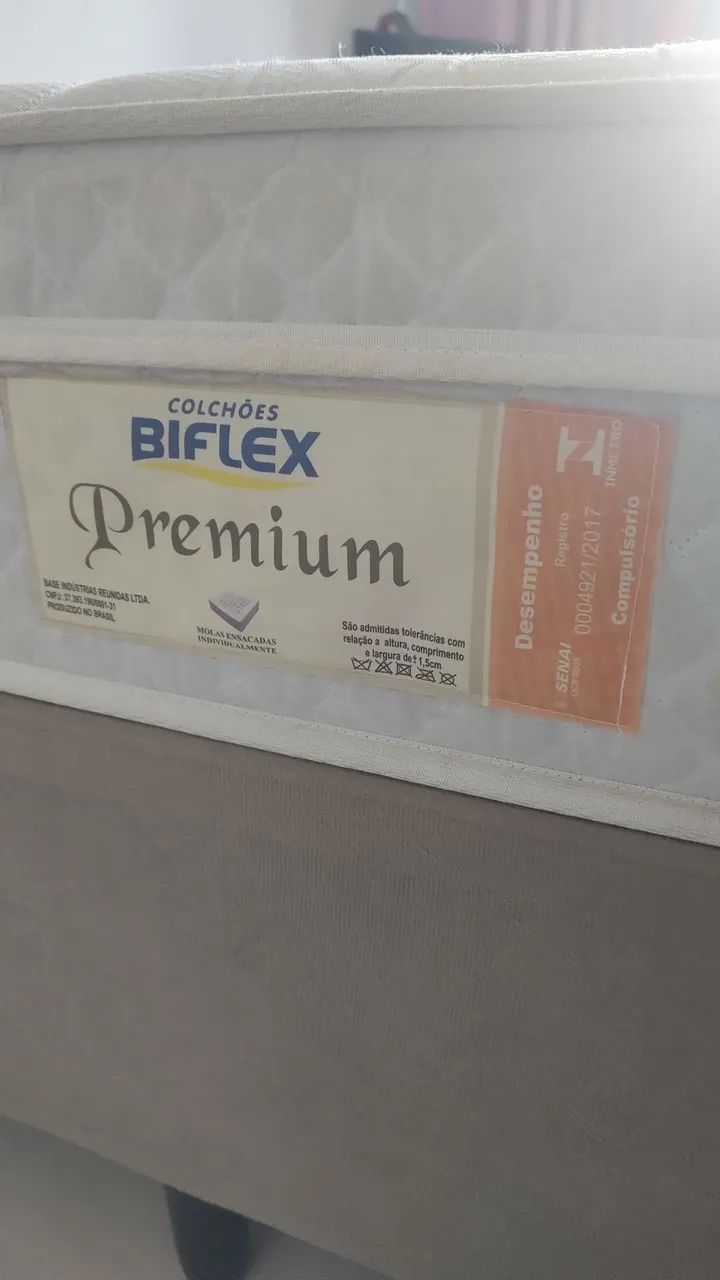 COLCHÕES
BIFLEX
Premium
BASE INDÚSTRIAS REUNIDAS LTDA.
PRODUZIDO NO BRASIL
MOLAS ENSACADAS
INDIVIDUALMENTE
São admitidas tolerâncias com
relação a altura, comprimento
e largura de ± 1,5cm
Desempenho
Registro
0004921/2017
Compulsório
SENAI
INMETRO